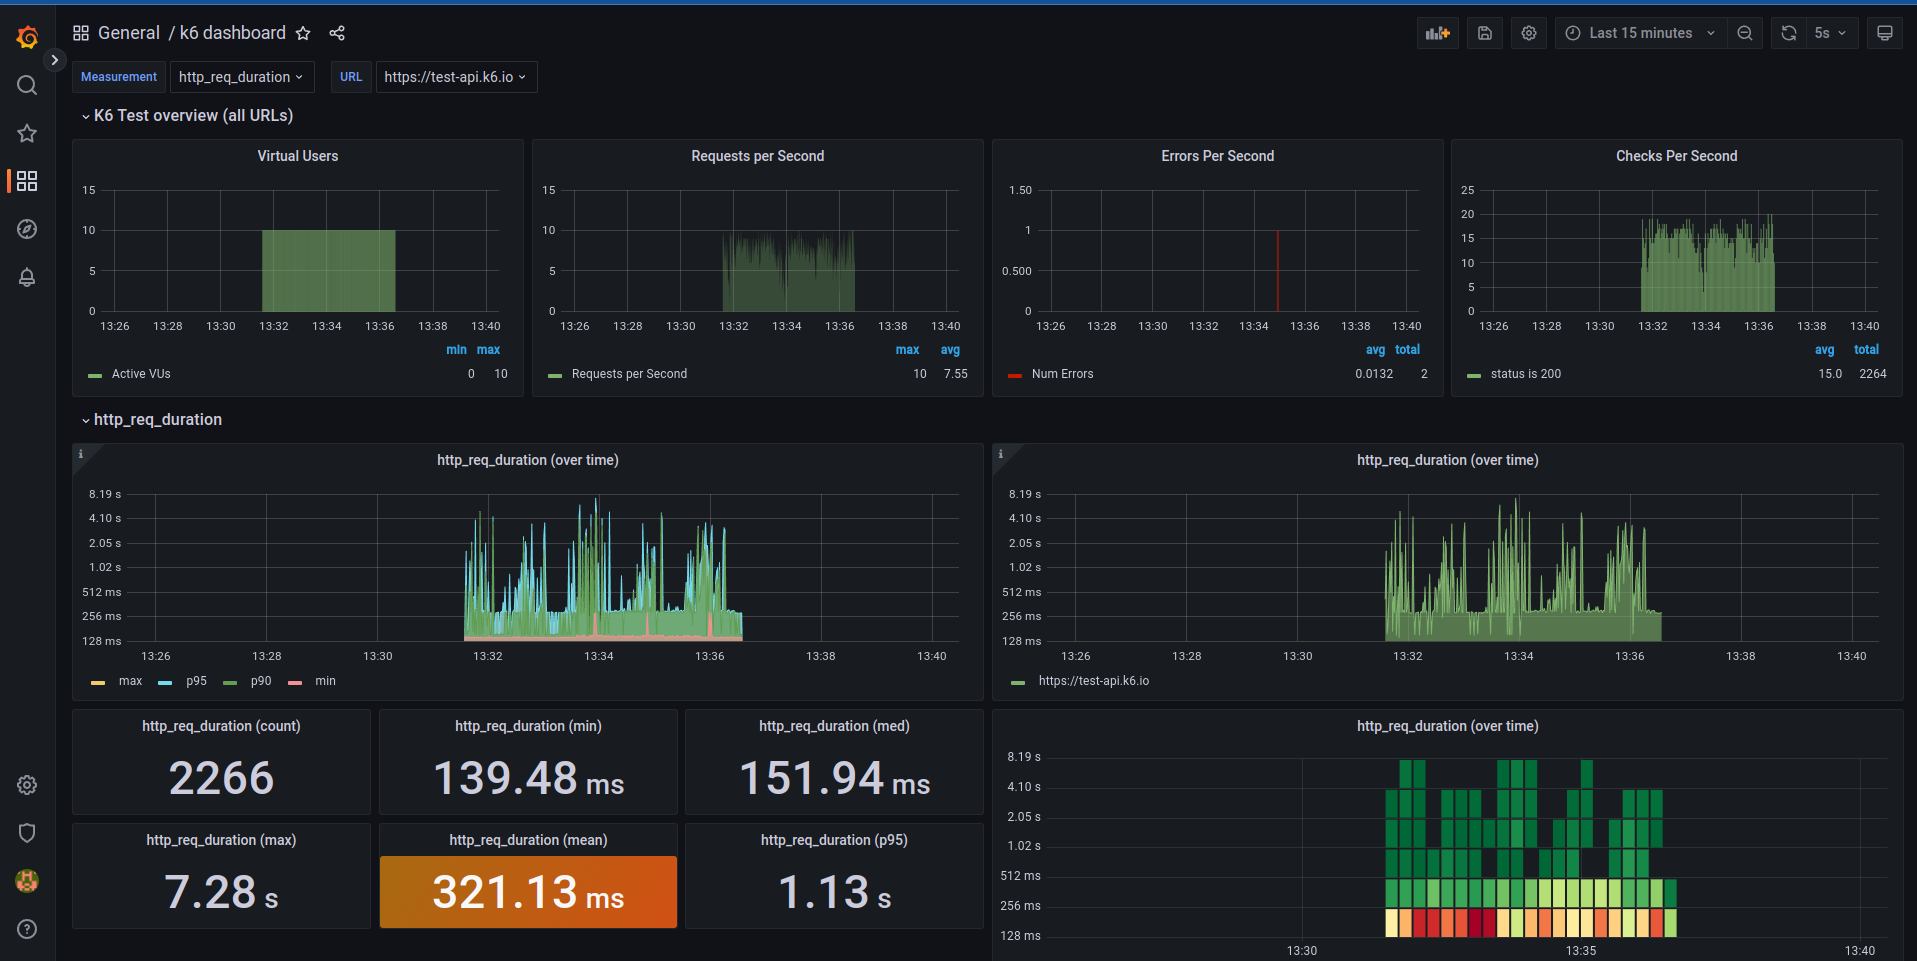 General / k6 dashboard
Last 15 minutes
5s
Measurement
http_req_duration
URL
https://test-api.k6.io
K6 Test overview (all URLs)
Virtual Users
15
10
5
0
13:26 13:28 13:30 13:32 13:34 13:36 13:38 13:40
min max
Active VUs 0 10
Requests per Second
15
10
5
0
13:26 13:28 13:30 13:32 13:34 13:36 13:38 13:40
max avg
Requests per Second 10 7.55
Errors Per Second
1.50
1
0.500
0
13:26 13:28 13:30 13:32 13:34 13:36 13:38 13:40
avg total
Num Errors 0.0132 2
Checks Per Second
25
20
15
10
5
0
13:26 13:28 13:30 13:32 13:34 13:36 13:38 13:40
avg total
status is 200 15.0 2264
http_req_duration
i
http_req_duration (over time)
8.19 s
4.10 s
2.05 s
1.02 s
512 ms
256 ms
128 ms
13:26 13:28 13:30 13:32 13:34 13:36 13:38 13:40
max p95 p90 min
i
http_req_duration (over time)
8.19 s
4.10 s
2.05 s
1.02 s
512 ms
256 ms
128 ms
13:26 13:28 13:30 13:32 13:34 13:36 13:38 13:40
https://test-api.k6.io
http_req_duration (count)
2266
http_req_duration (min)
139.48 ms
http_req_duration (med)
151.94 ms
http_req_duration (max)
7.28 s
http_req_duration (mean)
321.13 ms
http_req_duration (p95)
1.13 s
http_req_duration (over time)
8.19 s
4.10 s
2.05 s
1.02 s
512 ms
256 ms
128 ms
13:30 13:35 13:40